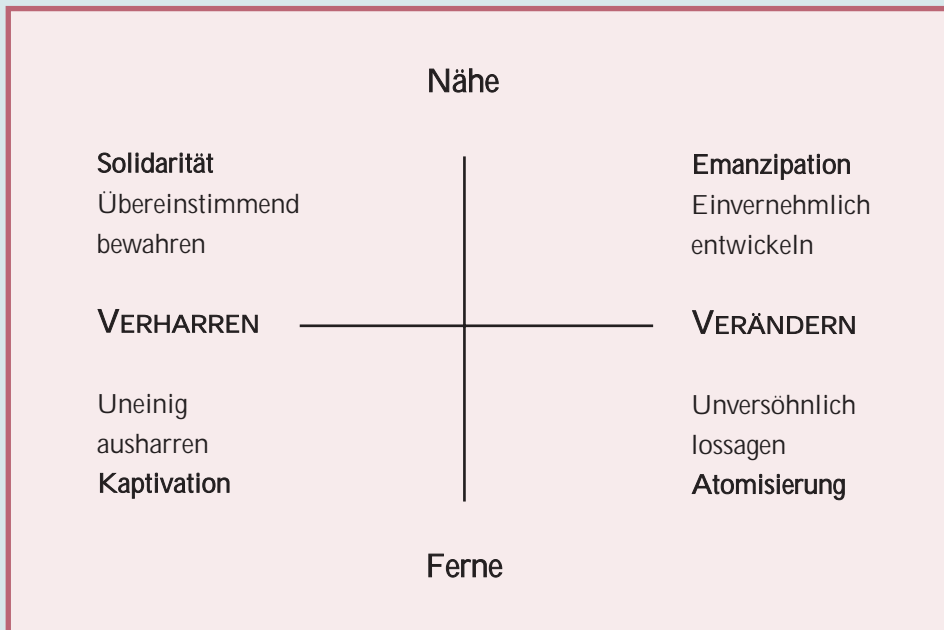 Nähe
Solidarität
Übereinstimmend
bewahren
Emanzipation
Einvernehmlich
entwickeln
VERHARREN
VERÄNDERN
Uneinig
ausharren
Kaptivation
Unversöhnlich
lossagen
Atomisierung
Ferne